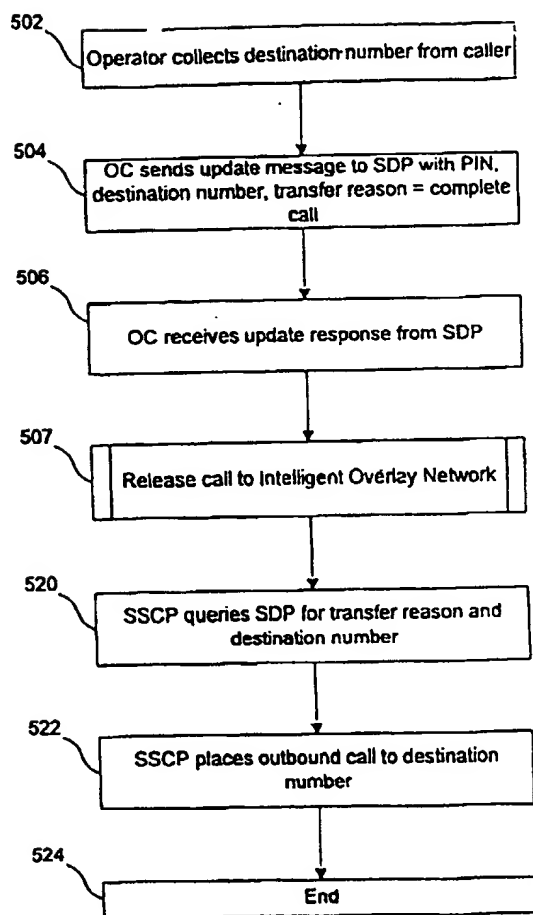 502
Operator collects destination number from caller
504
OC sends update message to SDP with PIN,
destination number, transfer reason = complete
call
506
OC receives update response from SDP
507
Release call to Intelligent Overlay Network
520
SSCP queries SDP for transfer reason and
destination number
522
SSCP places outbound call to destination
number
524
End